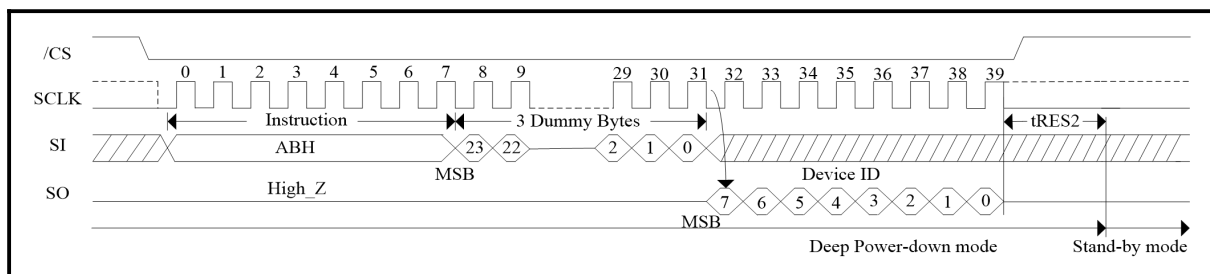 /CS
0 1 2 3 4 5 6 7 8 9 29 30 31 32 33 34 35 36 37 38 39
SCLK
Instruction 3 Dummy Bytes tRES2
SI ABH 23 22 2 1 0
MSB Device ID
SO High_Z 7 6 5 4 3 2 1 0
MSB
Deep Power-down mode Stand-by mode